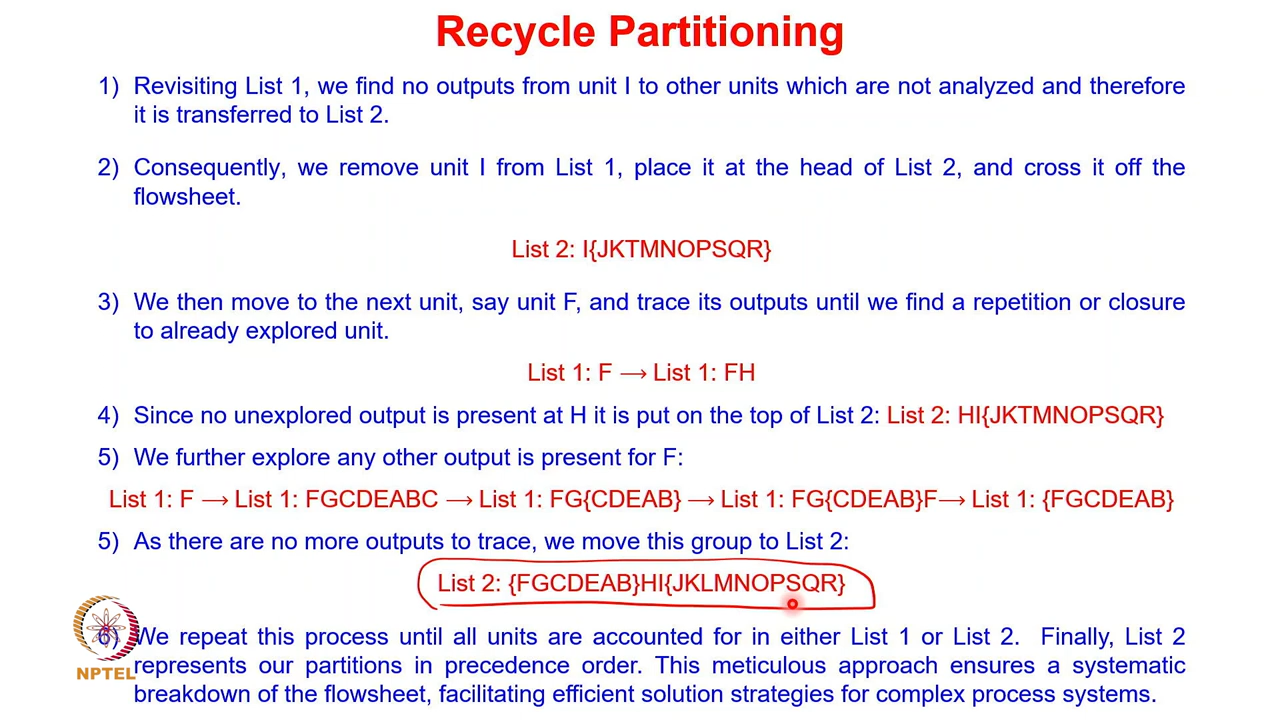 Recycle Partitioning
1) Revisiting List 1, we find no outputs from unit I to other units which are not analyzed and therefore
it is transferred to List 2.
2) Consequently, we remove unit I from List 1, place it at the head of List 2, and cross it off the
flowsheet.
List 2: I{JKTMNOPSQR}
3) We then move to the next unit, say unit F, and trace its outputs until we find a repetition or closure
to already explored unit.
List 1: F ⟶ List 1: FH
4) Since no unexplored output is present at H it is put on the top of List 2: List 2: HI{JKTMNOPSQR}
5) We further explore any other output is present for F:
List 1: F ⟶ List 1: FGCDEABC ⟶ List 1: FG{CDEAB} ⟶ List 1: FG{CDEAB}F⟶ List 1: {FGCDEAB}
5) As there are no more outputs to trace, we move this group to List 2:
List 2: {FGCDEAB}HI{JKLMNOPSQR}
6) We repeat this process until all units are accounted for in either List 1 or List 2. Finally, List 2
represents our partitions in precedence order. This meticulous approach ensures a systematic
breakdown of the flowsheet, facilitating efficient solution strategies for complex process systems.
NPTEL